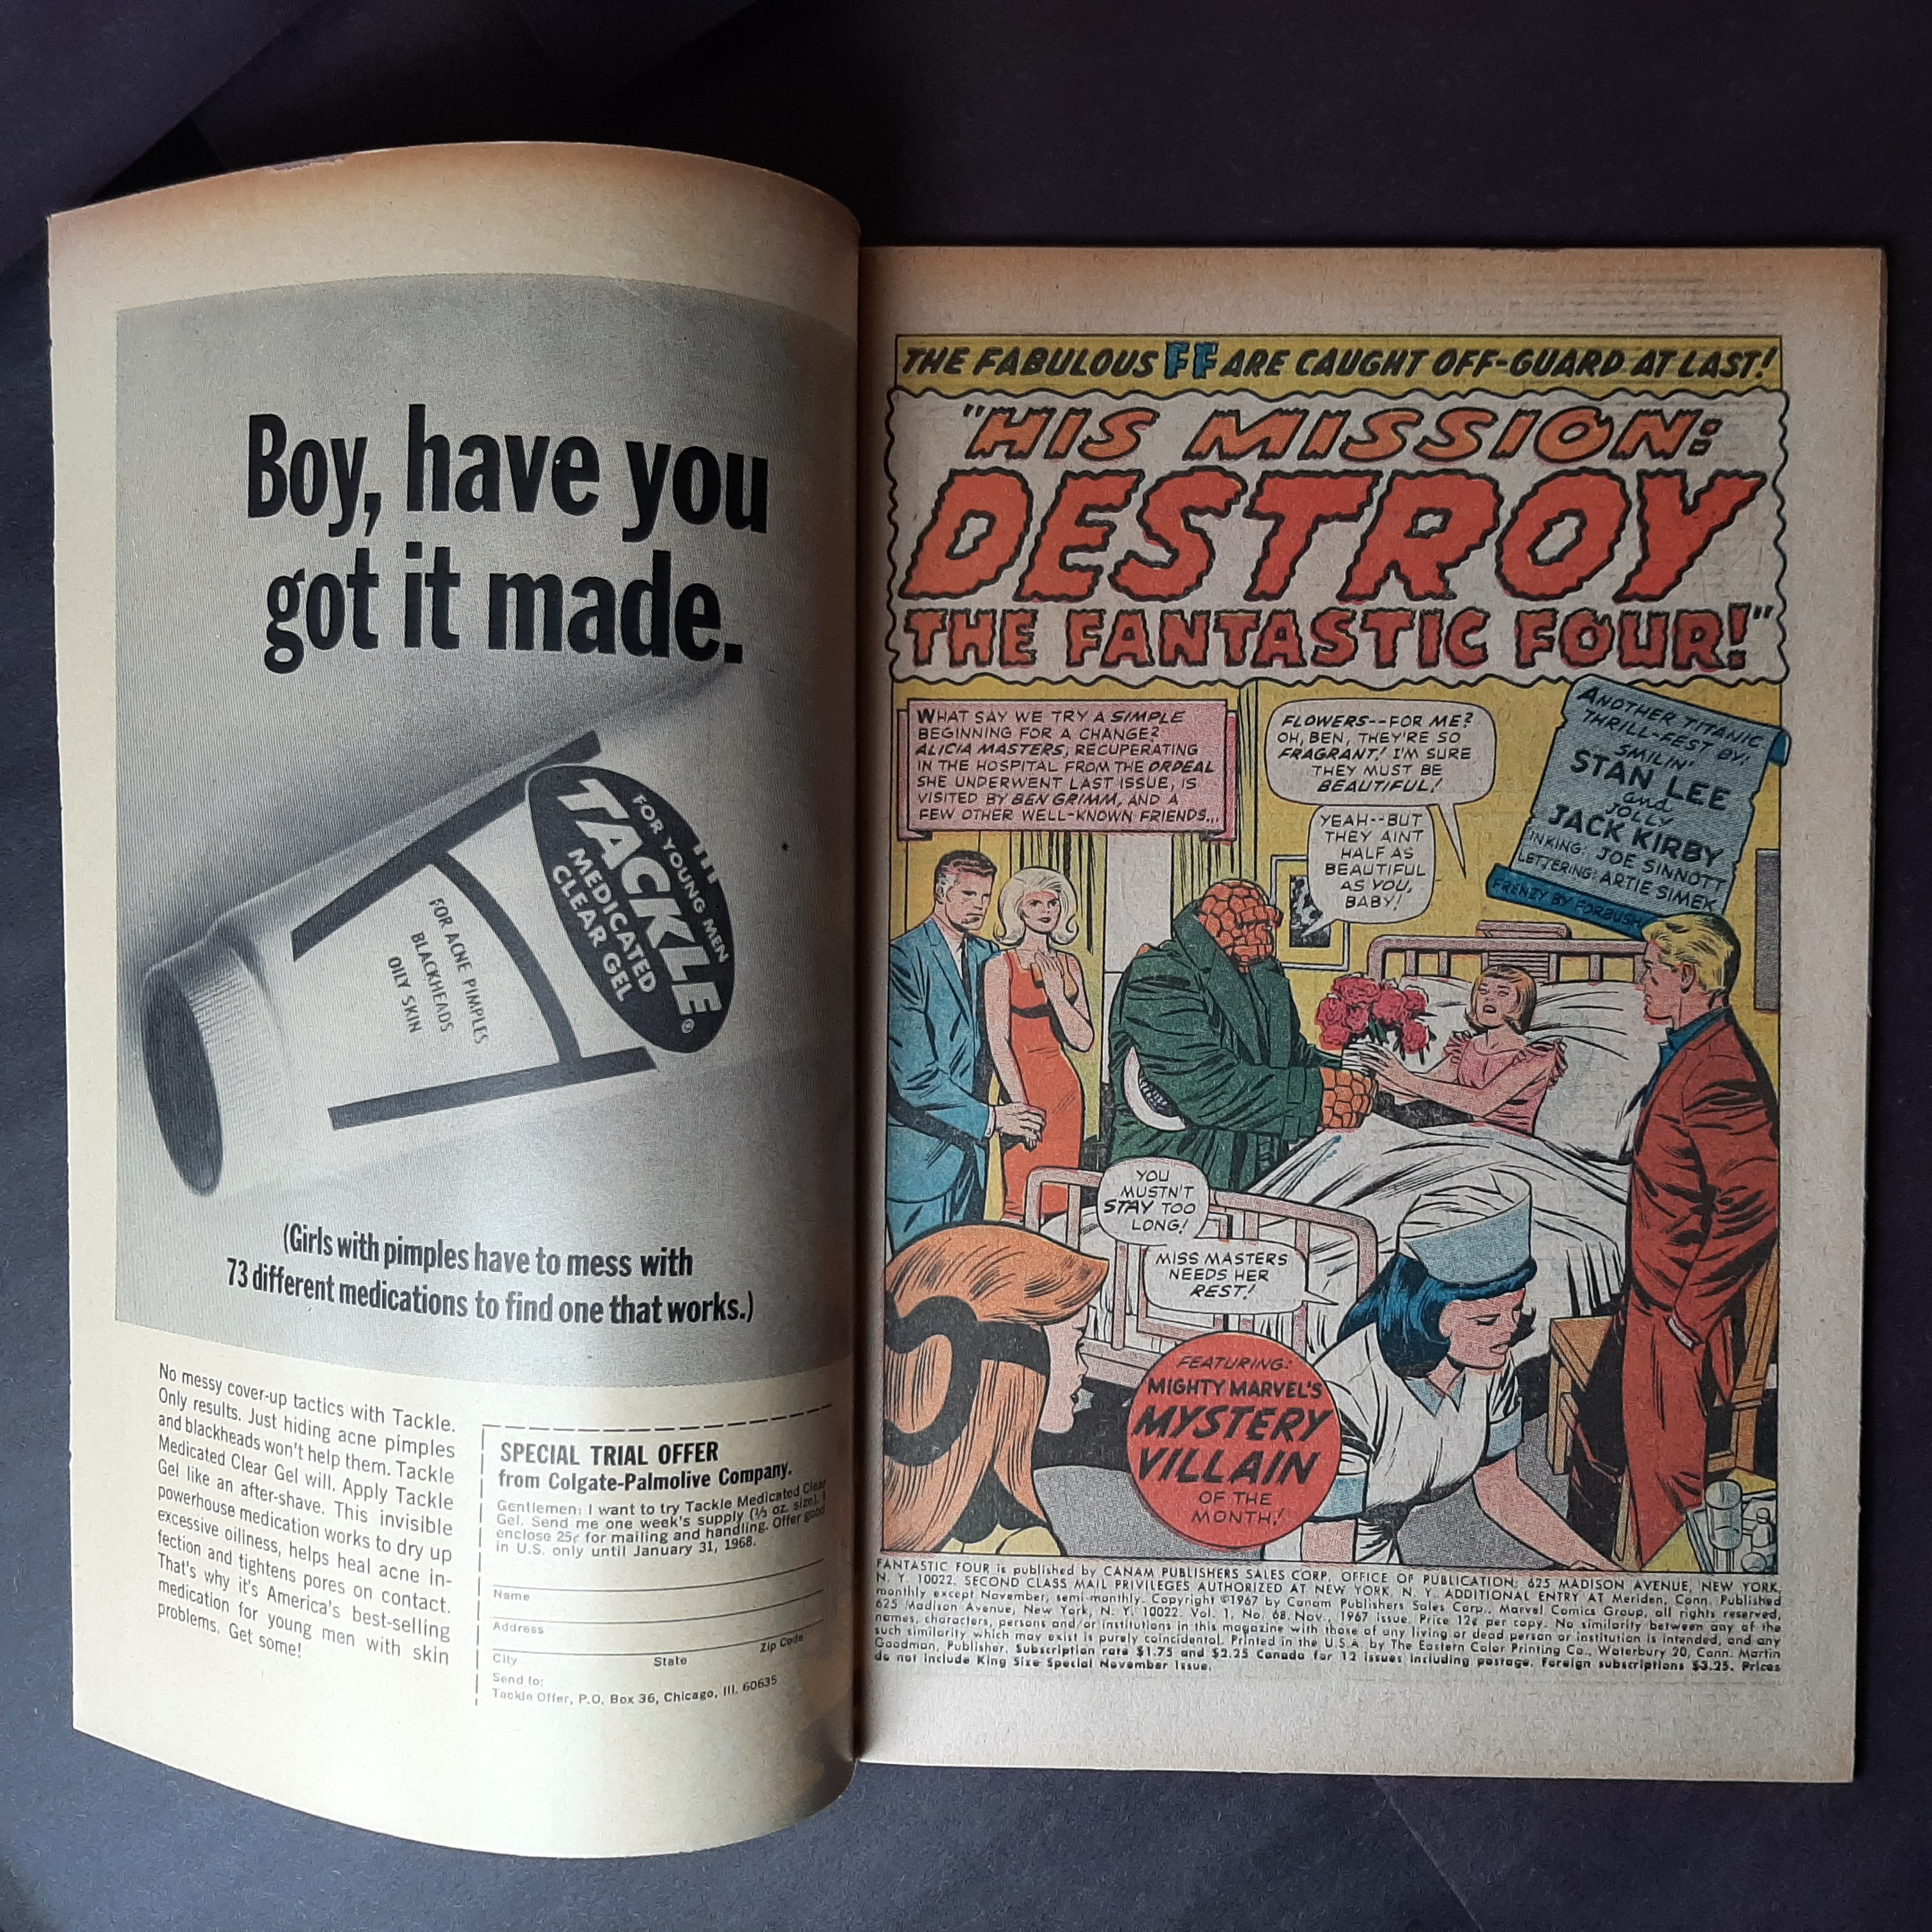 Boy, have you
got it made.
FOR YOUNG MEN
TACKLE®
MEDICATED
CLEAR GEL
FOR ACNE PIMPLES
BLACKHEADS
OILY SKIN
(Girls with pimples have to mess with
73 different medications to find one that works.)
No messy cover-up tactics with Tackle.
Only results. Just hiding acne pimples
and blackheads won't help them. Tackle
Medicated Clear Gel will. Apply Tackle
Gel like an after-shave. This invisible
powerhouse medication works to dry up
excessive oiliness, helps heal acne in-
fection and tightens pores on contact.
That's why it's America's best-selling
medication for young men with skin
problems. Get some!
SPECIAL TRIAL OFFER
from Colgate-Palmolive Company.
Gentlemen: I want to try Tackle Medicated Clear
Gel. Send me one week's supply (⅓ oz. size). I
enclose 25¢ for mailing and handling. Offer good
in U.S. only until January 31, 1968.
Name
Address
City State Zip Code
Send to:
Tackle Offer, P.O. Box 36, Chicago, Ill. 60635
THE FABULOUS FF ARE CAUGHT OFF-GUARD AT LAST!
"HIS MISSION:
DESTROY
THE FANTASTIC FOUR!"
WHAT SAY WE TRY A SIMPLE
BEGINNING FOR A CHANGE?
ALICIA MASTERS, RECUPERATING
IN THE HOSPITAL FROM THE ORDEAL
SHE UNDERWENT LAST ISSUE, IS
VISITED BY BEN GRIMM, AND A
FEW OTHER WELL-KNOWN FRIENDS...
FLOWERS--FOR ME?
OH, BEN, THEY'RE SO
FRAGRANT! I'M SURE
THEY MUST BE
BEAUTIFUL!
YEAH--BUT
THEY AINT
HALF AS
BEAUTIFUL
AS YOU,
BABY!
ANOTHER TITANIC
THRILL-FEST BY:
SMILIN'
STAN LEE
and
JOLLY
JACK KIRBY
INKING: JOE SINNOTT
LETTERING: ARTIE SIMEK
FRENZY BY FORBUSH
YOU
MUSTN'T
STAY TOO
LONG!
MISS MASTERS
NEEDS HER
REST!
FEATURING:
MIGHTY MARVEL'S
MYSTERY
VILLAIN
OF THE
MONTH!
FANTASTIC FOUR is published by CANAM PUBLISHERS SALES CORP. OFFICE OF PUBLICATION: 625 MADISON AVENUE, NEW YORK,
N. Y. 10022. SECOND CLASS MAIL PRIVILEGES AUTHORIZED AT NEW YORK, N. Y. ADDITIONAL ENTRY AT Meriden, Conn. Published
monthly except November, semi-monthly. Copyright ©1967 by Canam Publishers Sales Corp., Marvel Comics Group, all rights reserved,
625 Madison Avenue, New York, N. Y. 10022. Vol. 1, No. 68, Nov., 1967 issue. Price 12¢ per copy. No similarity between any of the
names, characters, persons and/or institutions in this magazine with those of any living or dead person or institution is intended, and any
such similarity which may exist is purely coincidental. Printed in the U.S.A. by The Eastern Color Printing Co., Waterbury 20, Conn. Martin
Goodman, Publisher. Subscription rate $1.75 and $2.25 Canada for 12 issues including postage. Foreign subscriptions $3.25. Prices
do not include King Size Special November Issue.